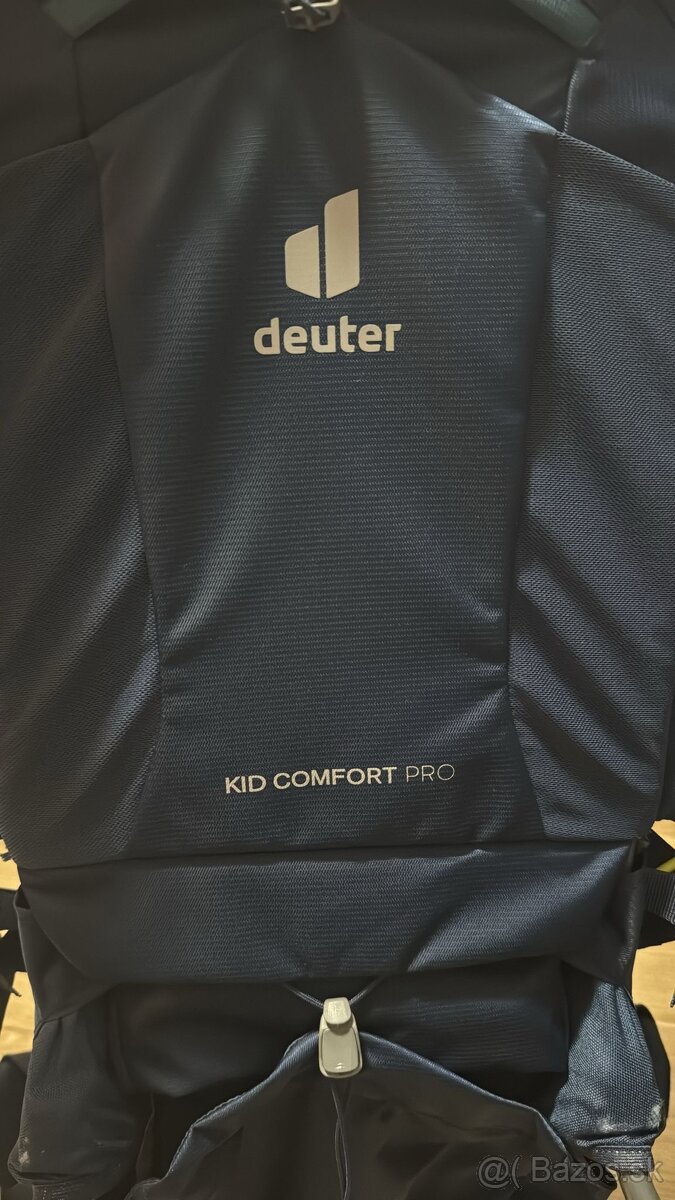 deuter
KID COMFORT PRO
@( Bazos.sk